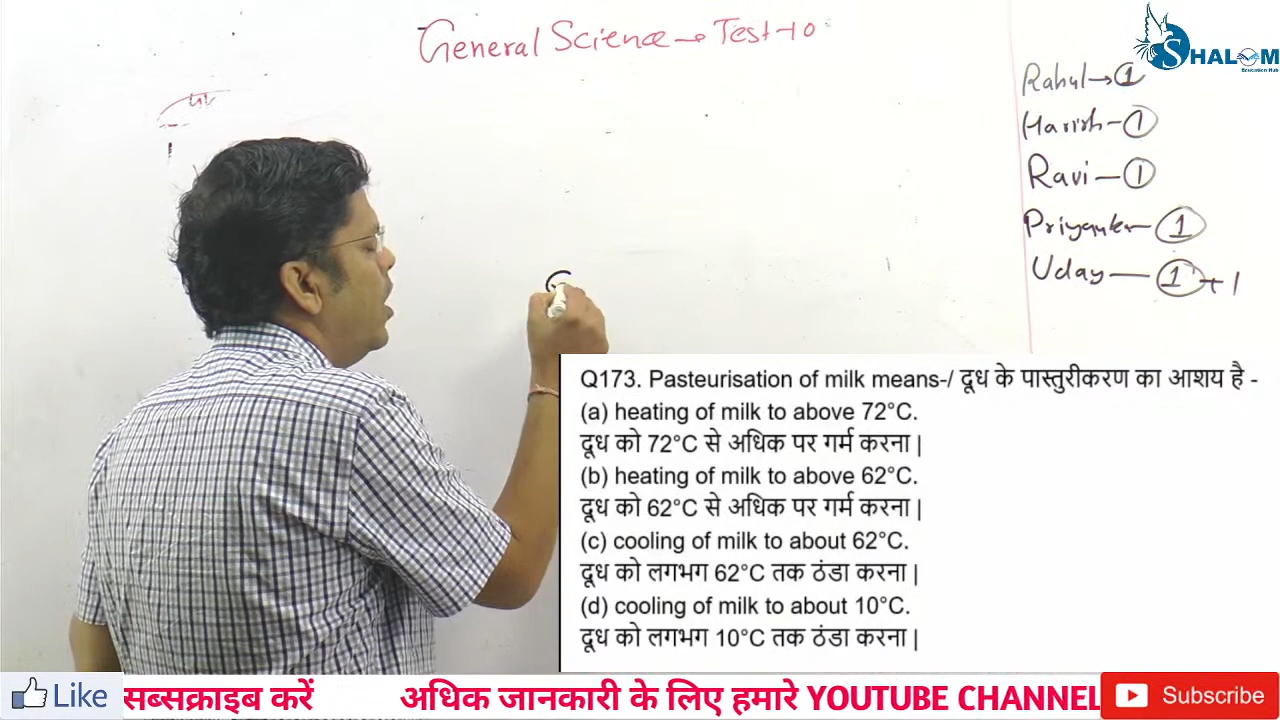 General Science → Test-10
SHALOM
Education Hub
Rahul → 1
Harish - 1
Ravi — 1
Priyanka — 1
Uday — 1 + 1
Q173. Pasteurisation of milk means-/ दूध के पास्तुरीकरण का आशय है -
(a) heating of milk to above 72°C.
दूध को 72°C से अधिक पर गर्म करना |
(b) heating of milk to above 62°C.
दूध को 62°C से अधिक पर गर्म करना |
(c) cooling of milk to about 62°C.
दूध को लगभग 62°C तक ठंडा करना |
(d) cooling of milk to about 10°C.
दूध को लगभग 10°C तक ठंडा करना |
Like सब्सक्राइब करें अधिक जानकारी के लिए हमारे YOUTUBE CHANNEL Subscribe